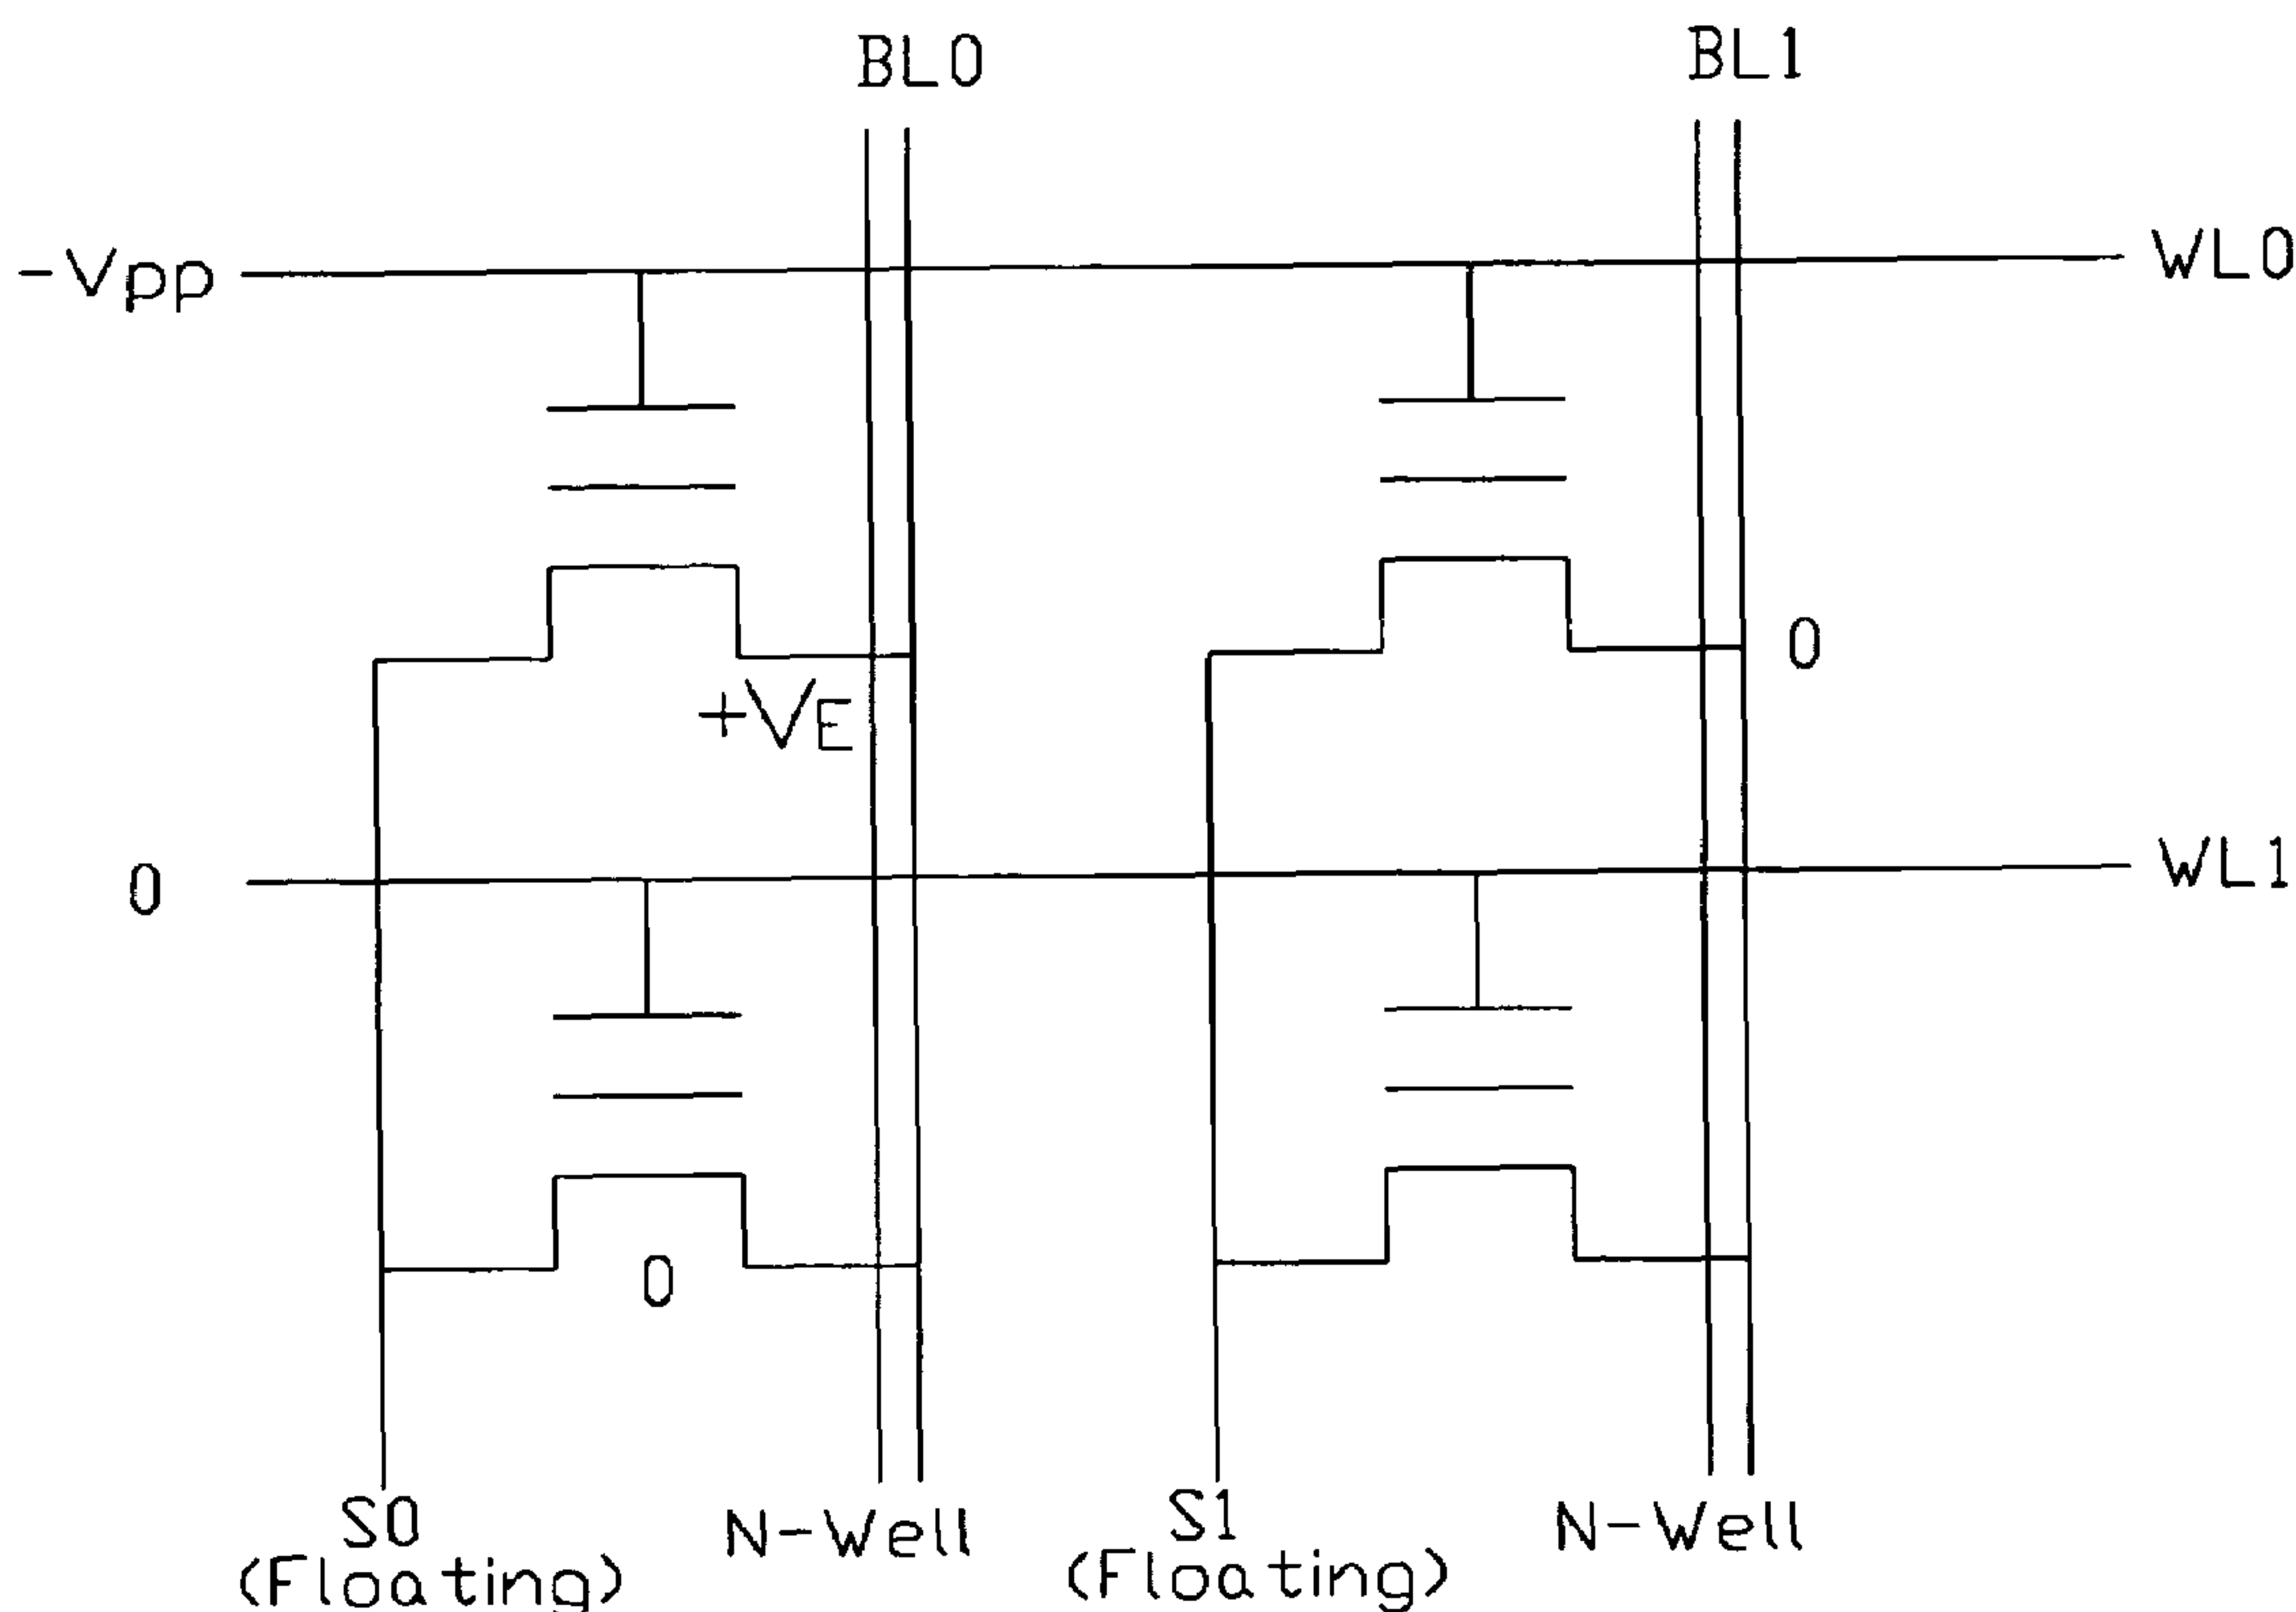 BL0
BL1
-Vpp
WL0
0
+VE
0
WL1
0
S0
(Floating)
N-Well
S1
(Floating)
N-Well